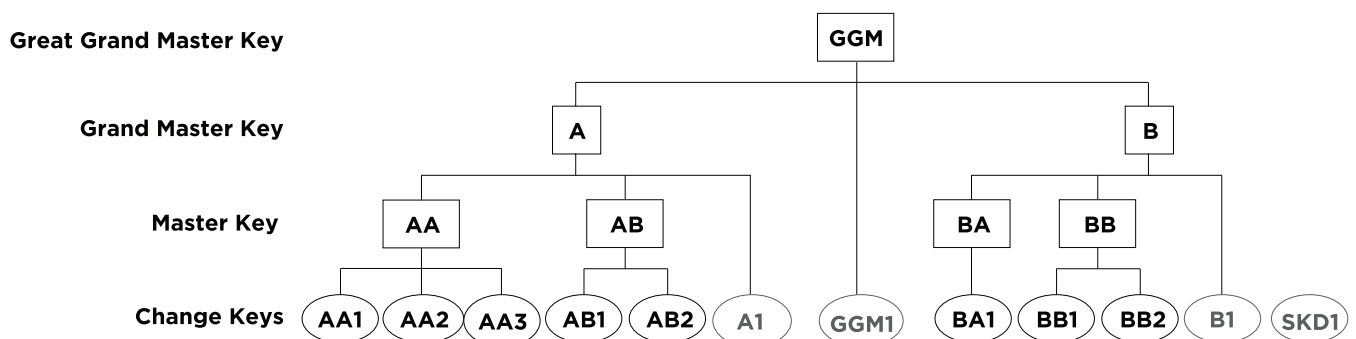 Great Grand Master Key GGM
Grand Master Key A B
Master Key AA AB BA BB
Change Keys AA1 AA2 AA3 AB1 AB2 A1 GGM1 BA1 BB1 BB2 B1 SKD1